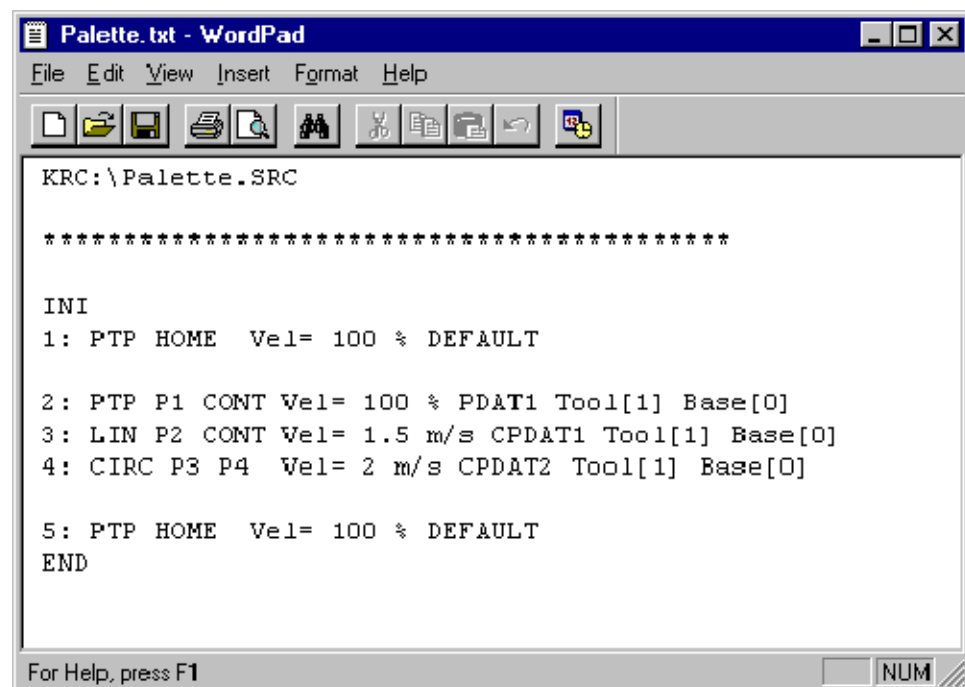 Palette.txt - WordPad
File Edit View Insert Format Help
KRC:\Palette.SRC
*******************************************
INI
1: PTP HOME  Vel= 100 % DEFAULT
2: PTP P1 CONT Vel= 100 % PDAT1 Tool[1] Base[0]
3: LIN P2 CONT Vel= 1.5 m/s CPDAT1 Tool[1] Base[0]
4: CIRC P3 P4  Vel= 2 m/s CPDAT2 Tool[1] Base[0]
5: PTP HOME  Vel= 100 % DEFAULT
END
For Help, press F1
NUM